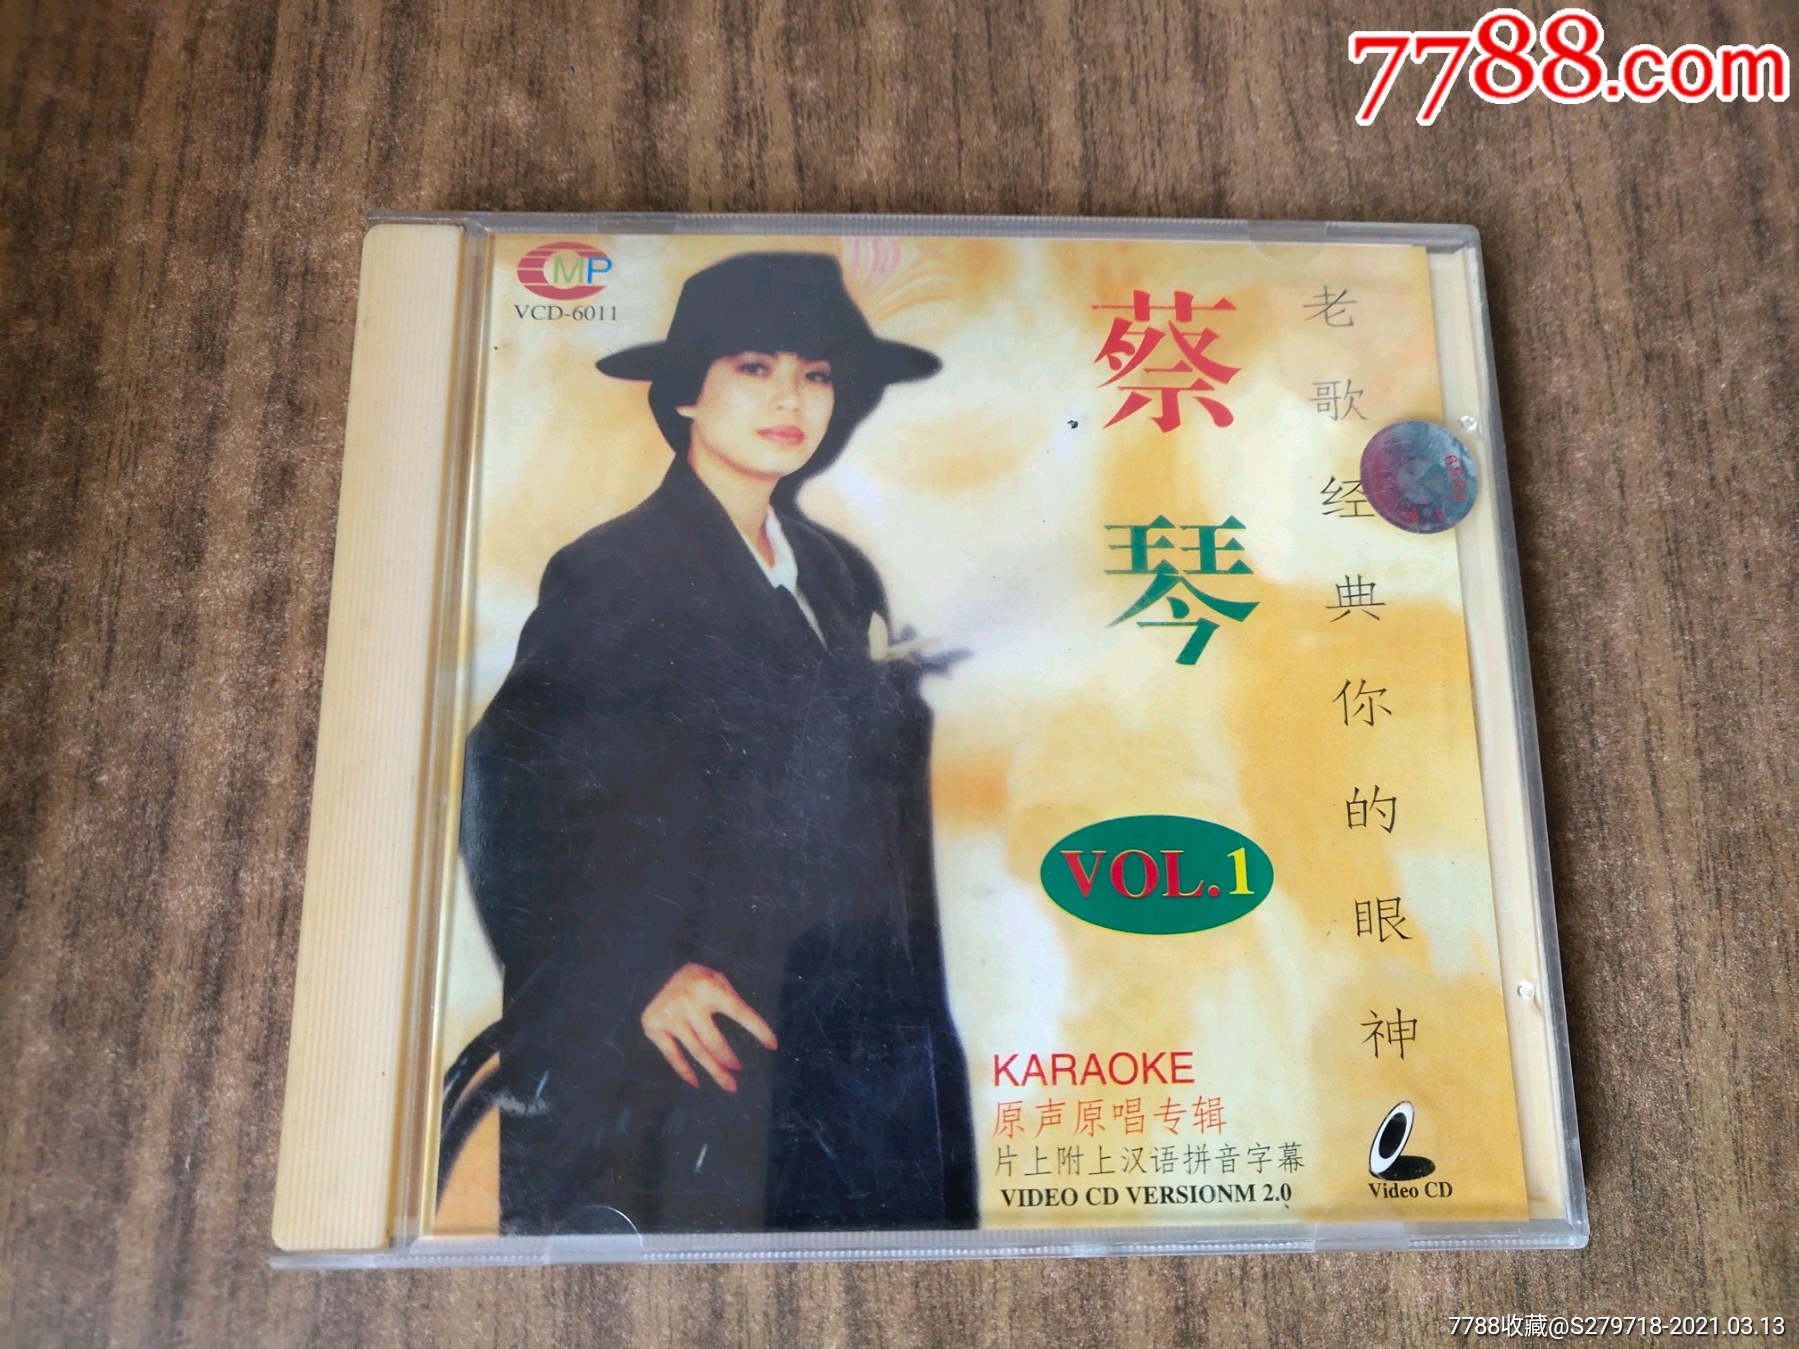 7788.com
MP
VCD-6011
蔡琴
老歌经典你的眼神
VOL.1
KARAOKE
原声原唱专辑
片上附上汉语拼音字幕
VIDEO CD VERSIONM 2.0
Video CD
7788收藏@S279718-2021.03.13